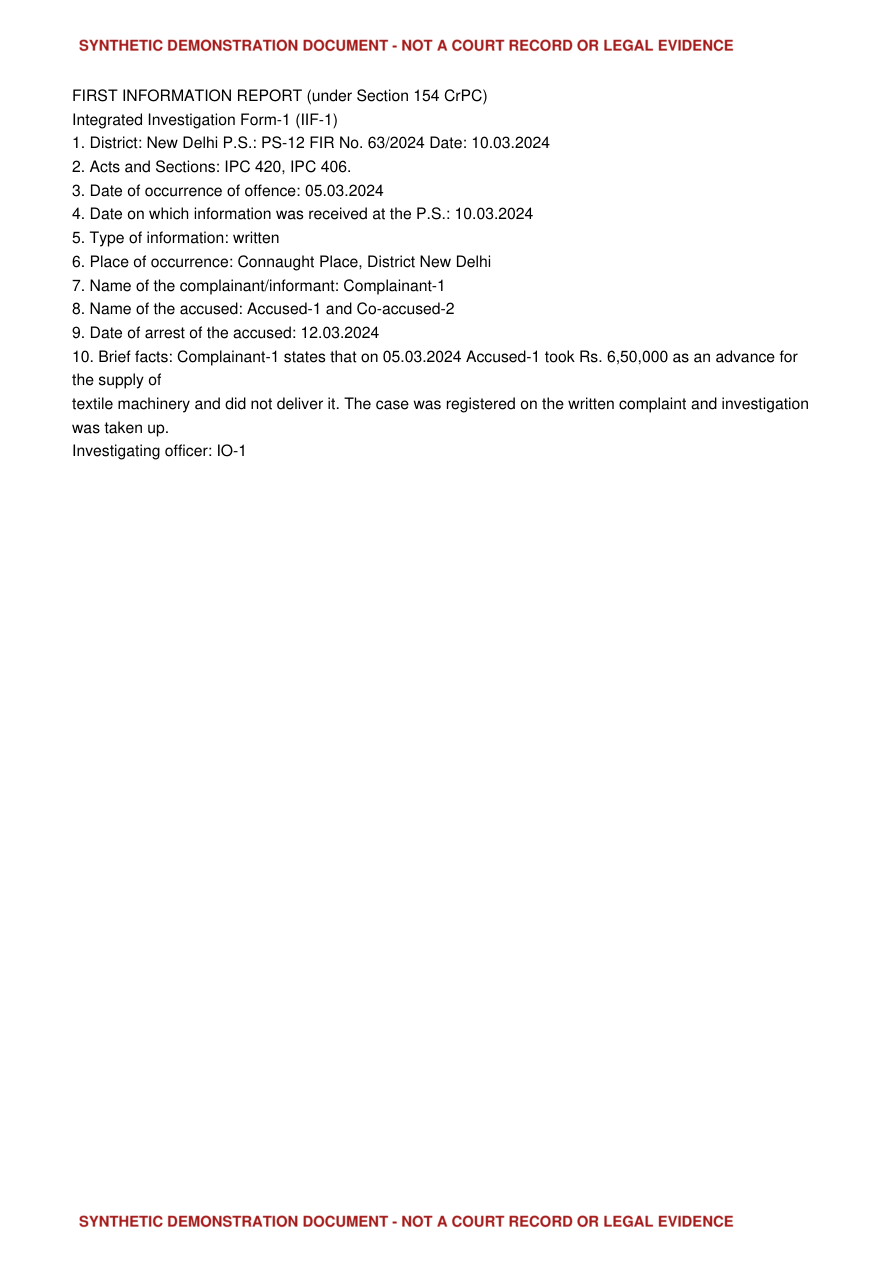 SYNTHETIC DEMONSTRATION DOCUMENT - NOT A COURT RECORD OR LEGAL EVIDENCE
FIRST INFORMATION REPORT (under Section 154 CrPC)
Integrated Investigation Form-1 (IIF-1)
1. District: New Delhi P.S.: PS-12 FIR No. 63/2024 Date: 10.03.2024
2. Acts and Sections: IPC 420, IPC 406.
3. Date of occurrence of offence: 05.03.2024
4. Date on which information was received at the P.S.: 10.03.2024
5. Type of information: written
6. Place of occurrence: Connaught Place, District New Delhi
7. Name of the complainant/informant: Complainant-1
8. Name of the accused: Accused-1 and Co-accused-2
9. Date of arrest of the accused: 12.03.2024
10. Brief facts: Complainant-1 states that on 05.03.2024 Accused-1 took Rs. 6,50,000 as an advance for
the supply of
textile machinery and did not deliver it. The case was registered on the written complaint and investigation
was taken up.
Investigating officer: IO-1
SYNTHETIC DEMONSTRATION DOCUMENT - NOT A COURT RECORD OR LEGAL EVIDENCE